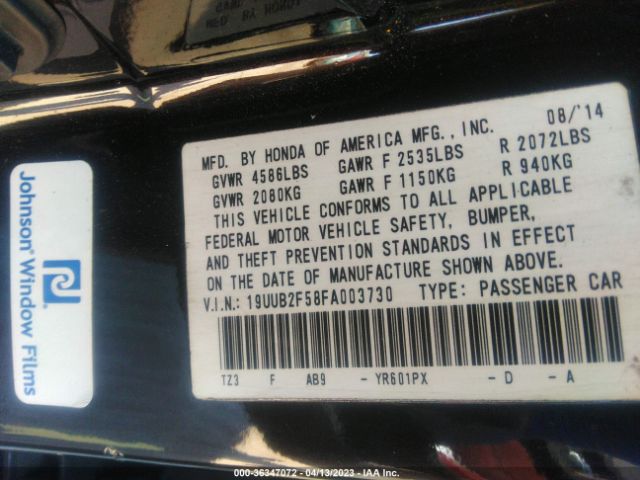 MFD. BY HONDA OF AMERICA MFG., INC. 08/'14
GVWR 4586LBS GAWR F 2535LBS R 2072LBS
GVWR 2080KG GAWR F 1150KG R 940KG
THIS VEHICLE CONFORMS TO ALL APPLICABLE
FEDERAL MOTOR VEHICLE SAFETY, BUMPER,
AND THEFT PREVENTION STANDARDS IN EFFECT
ON THE DATE OF MANUFACTURE SHOWN ABOVE.
V.I.N.: 19UUB2F58FA003730 TYPE: PASSENGER CAR
TZ3 F AB9 - YR601PX - D - A
Johnson® Window Films
000-36347072 - 04/13/2023 - IAA Inc.